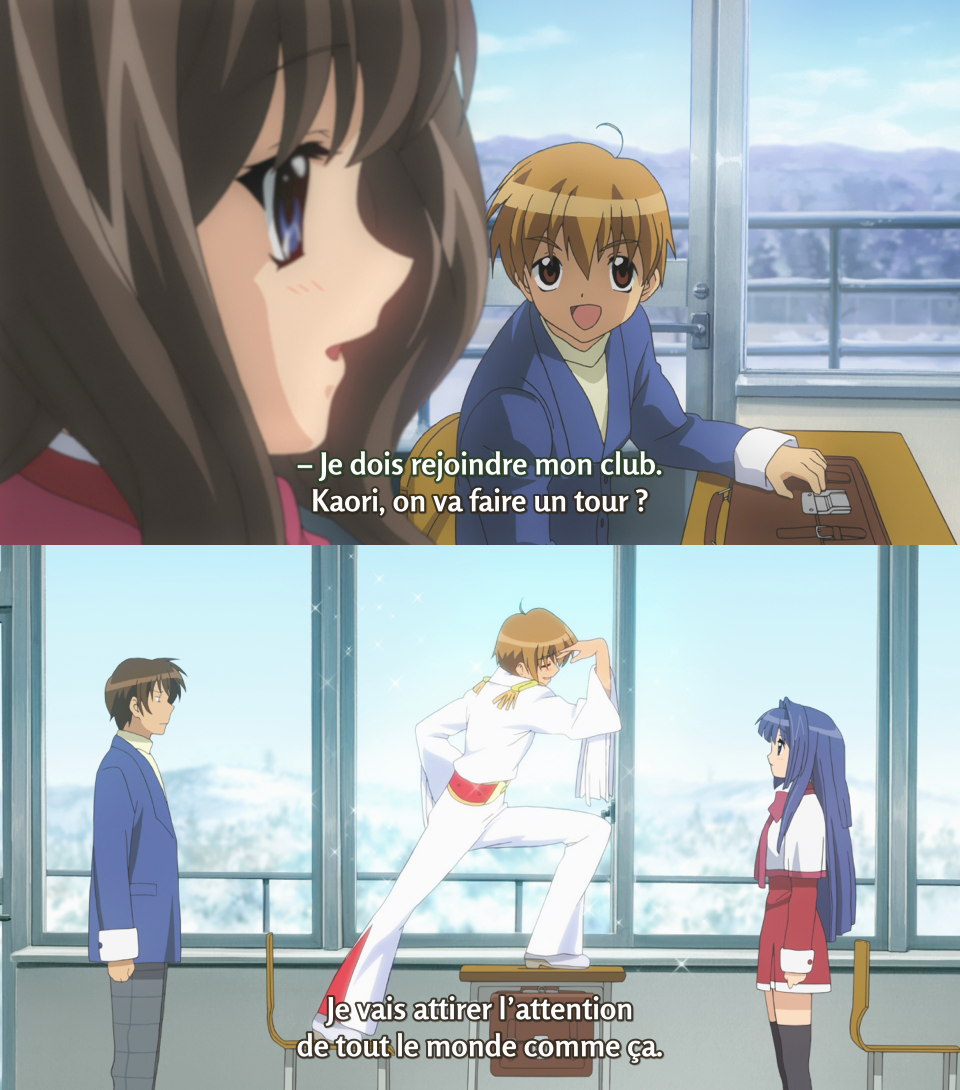 – Je dois rejoindre mon club.
Kaori, on va faire un tour ?
Je vais attirer l’attention
de tout le monde comme ça.